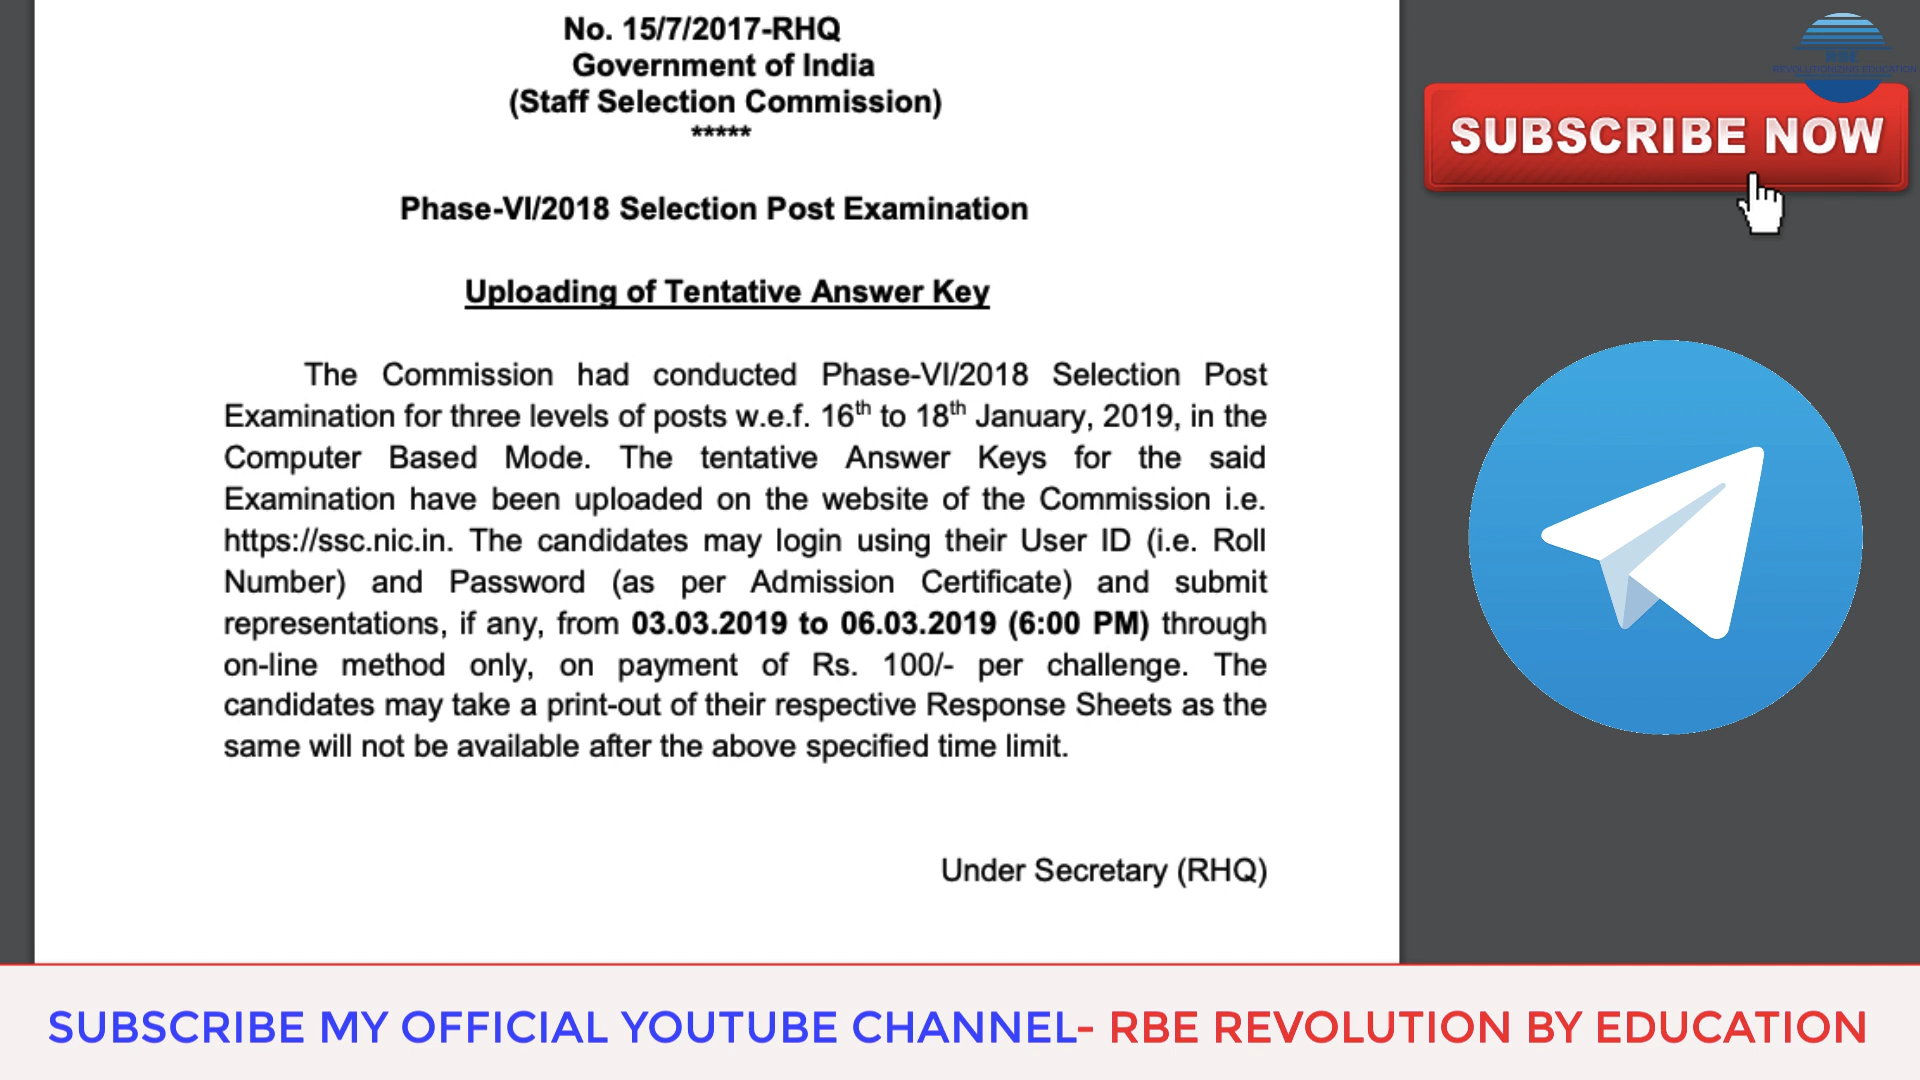 No. 15/7/2017-RHQ
Government of India
(Staff Selection Commission)
*****
Phase-VI/2018 Selection Post Examination
Uploading of Tentative Answer Key
The Commission had conducted Phase-VI/2018 Selection Post
Examination for three levels of posts w.e.f. 16th to 18th January, 2019, in the
Computer Based Mode. The tentative Answer Keys for the said
Examination have been uploaded on the website of the Commission i.e.
https://ssc.nic.in. The candidates may login using their User ID (i.e. Roll
Number) and Password (as per Admission Certificate) and submit
representations, if any, from 03.03.2019 to 06.03.2019 (6:00 PM) through
on-line method only, on payment of Rs. 100/- per challenge. The
candidates may take a print-out of their respective Response Sheets as the
same will not be available after the above specified time limit.
Under Secretary (RHQ)
RBE
REVOLUTIONIZING EDUCATION
SUBSCRIBE NOW
SUBSCRIBE MY OFFICIAL YOUTUBE CHANNEL- RBE REVOLUTION BY EDUCATION